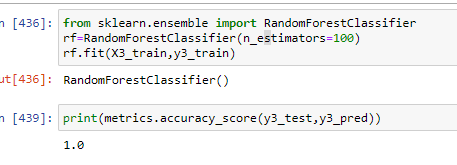 n [436]: from sklearn.ensemble import RandomForestClassifier
rf=RandomForestClassifier(n_estimators=100)
rf.fit(X3_train,y3_train)
ut[436]: RandomForestClassifier()
n [439]: print(metrics.accuracy_score(y3_test,y3_pred))
1.0